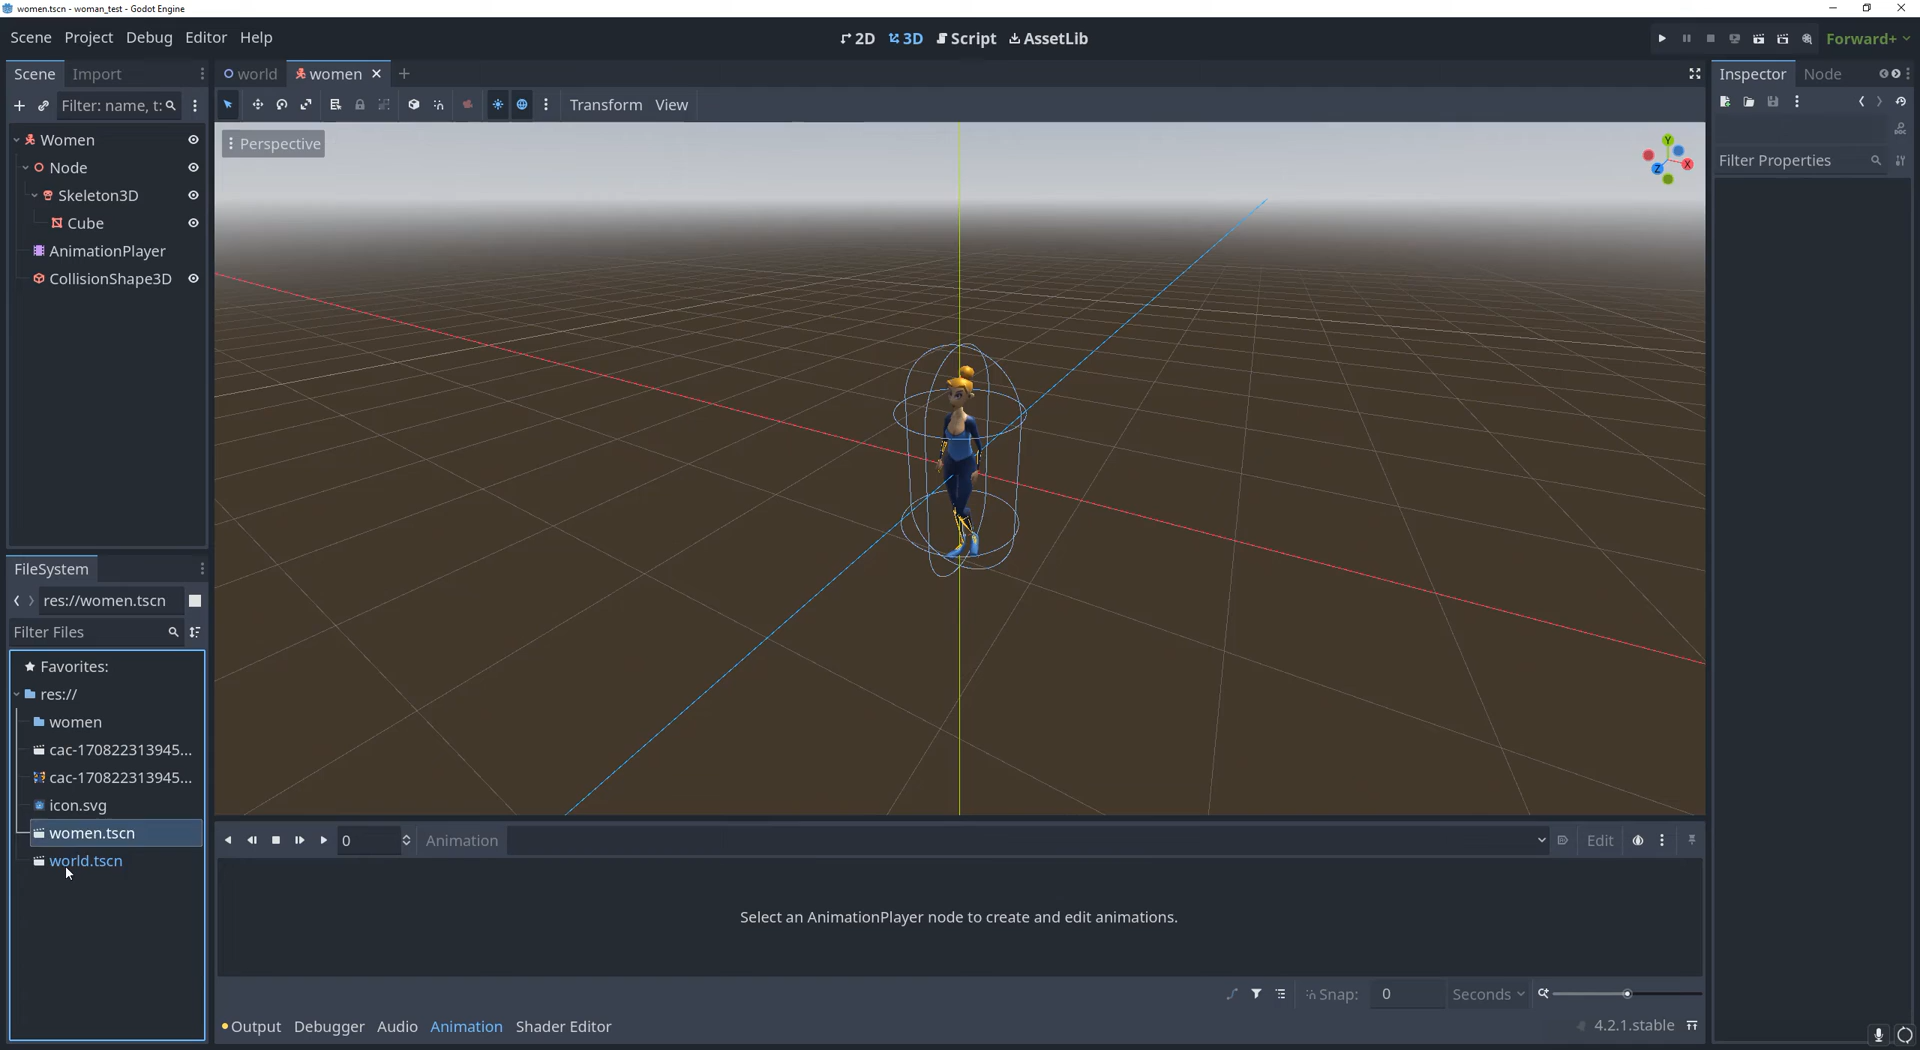 women.tscn - woman_test - Godot Engine
Scene Project Debug Editor Help
2D 3D Script AssetLib
Forward+
Scene Import
world women
Inspector Node
Filter: name, t:
Transform View
Perspective
Y
X
Z
Filter Properties
Women
Node
Skeleton3D
Cube
AnimationPlayer
CollisionShape3D
FileSystem
res://women.tscn
Filter Files
Favorites:
res://
women
cac-170822313945...
cac-170822313945...
icon.svg
women.tscn
world.tscn
0 Animation Edit
Select an AnimationPlayer node to create and edit animations.
Snap: 0 Seconds
Output Debugger Audio Animation Shader Editor
4.2.1.stable